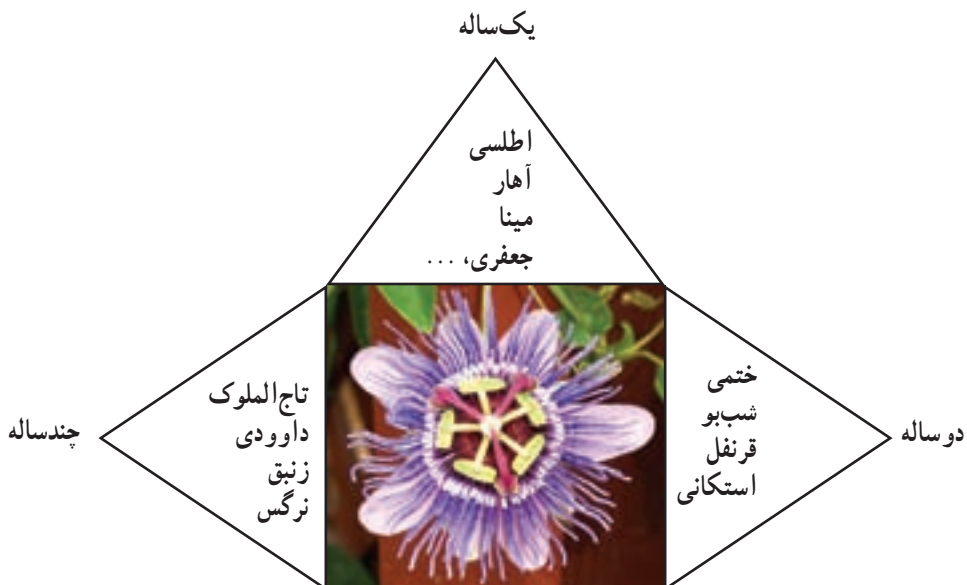 یک‌ساله
اطلسی
آهار
مینا
جعفری، ...
دوساله
ختمی
شب‌بو
قرنفل
استکانی
تاج‌الملوک
داوودی
زنبق
نرگس
چندساله